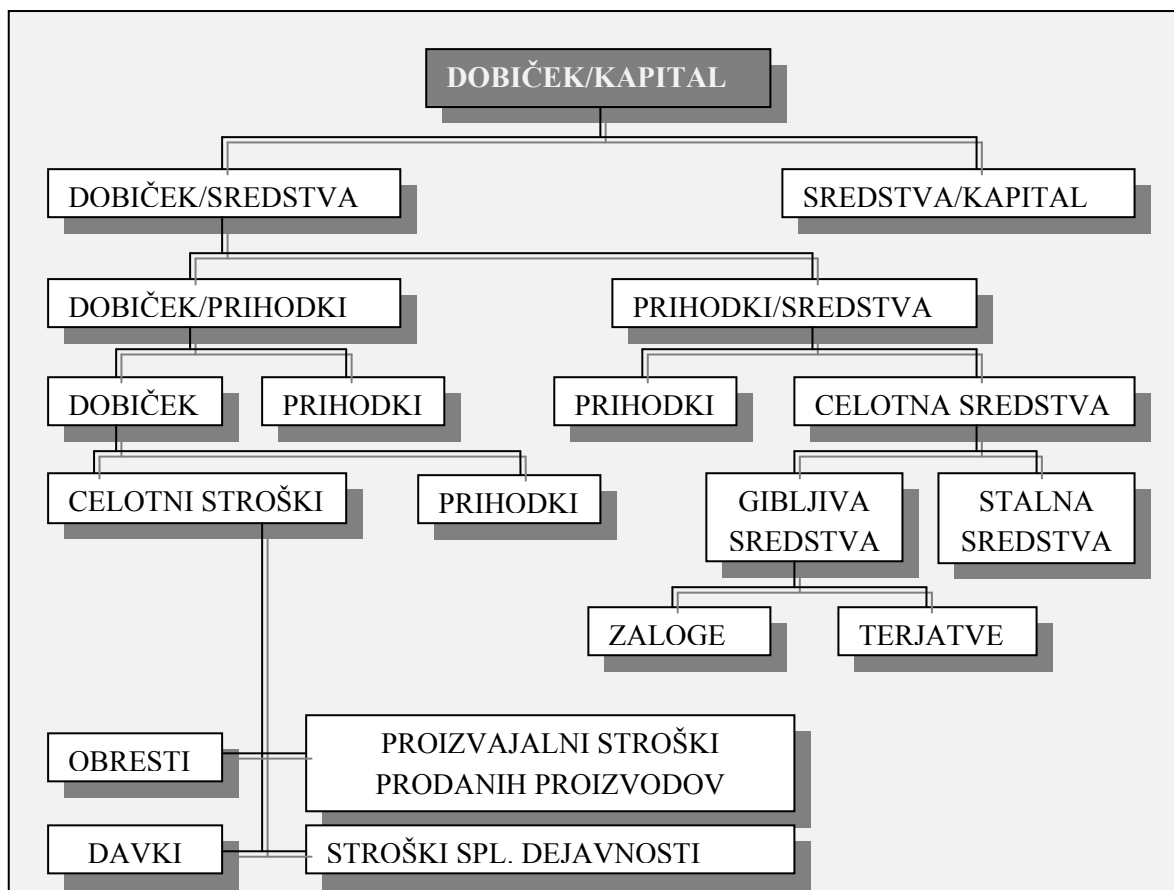 DOBIČEK/KAPITAL
DOBIČEK/SREDSTVA
SREDSTVA/KAPITAL
DOBIČEK/PRIHODKI
PRIHODKI/SREDSTVA
DOBIČEK
PRIHODKI
PRIHODKI
CELOTNA SREDSTVA
CELOTNI STROŠKI
PRIHODKI
GIBLJIVA
SREDSTVA
STALNA
SREDSTVA
ZALOGE
TERJATVE
OBRESTI
PROIZVAJALNI STROŠKI
PRODANIH PROIZVODOV
DAVKI
STROŠKI SPL. DEJAVNOSTI